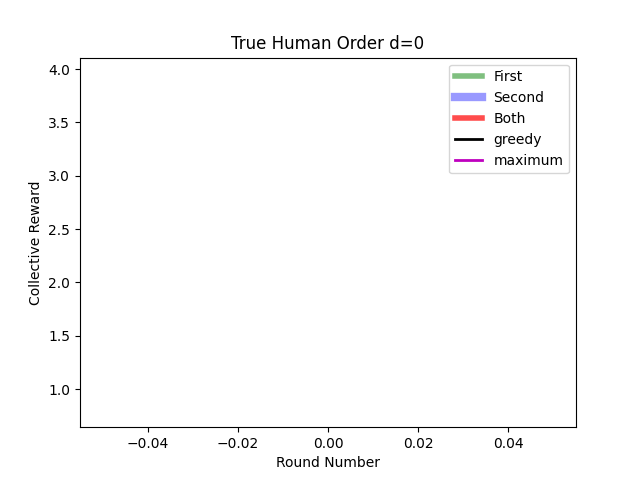 True Human Order d=0
4.0
3.5
3.0
2.5
2.0
1.5
1.0
Collective Reward
First
Second
Both
greedy
maximum
−0.04 −0.02 0.00 0.02 0.04
Round Number